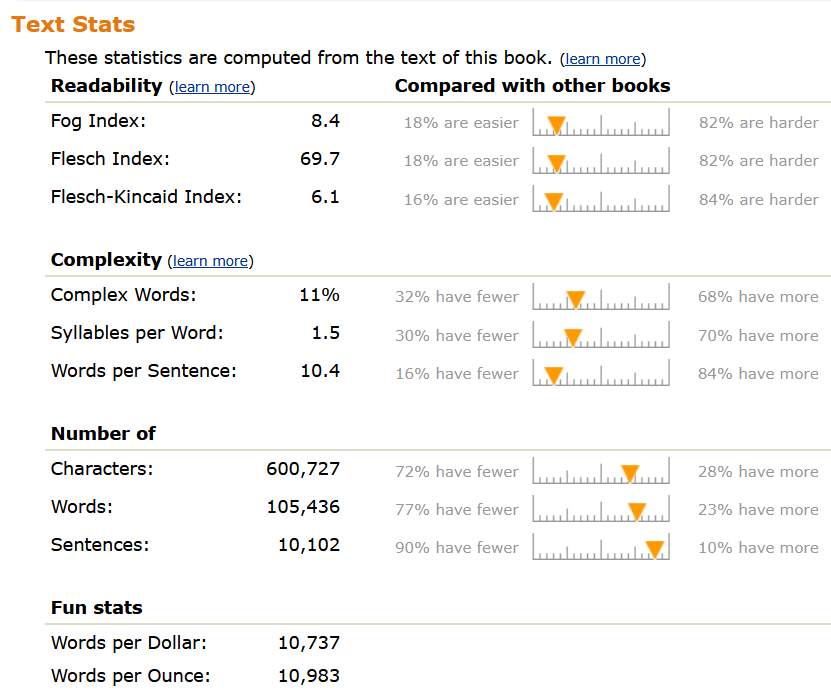 Text Stats
These statistics are computed from the text of this book. (learn more)
Readability (learn more) Compared with other books
Fog Index: 8.4 18% are easier 82% are harder
Flesch Index: 69.7 18% are easier 82% are harder
Flesch-Kincaid Index: 6.1 16% are easier 84% are harder
Complexity (learn more)
Complex Words: 11% 32% have fewer 68% have more
Syllables per Word: 1.5 30% have fewer 70% have more
Words per Sentence: 10.4 16% have fewer 84% have more
Number of
Characters: 600,727 72% have fewer 28% have more
Words: 105,436 77% have fewer 23% have more
Sentences: 10,102 90% have fewer 10% have more
Fun stats
Words per Dollar: 10,737
Words per Ounce: 10,983